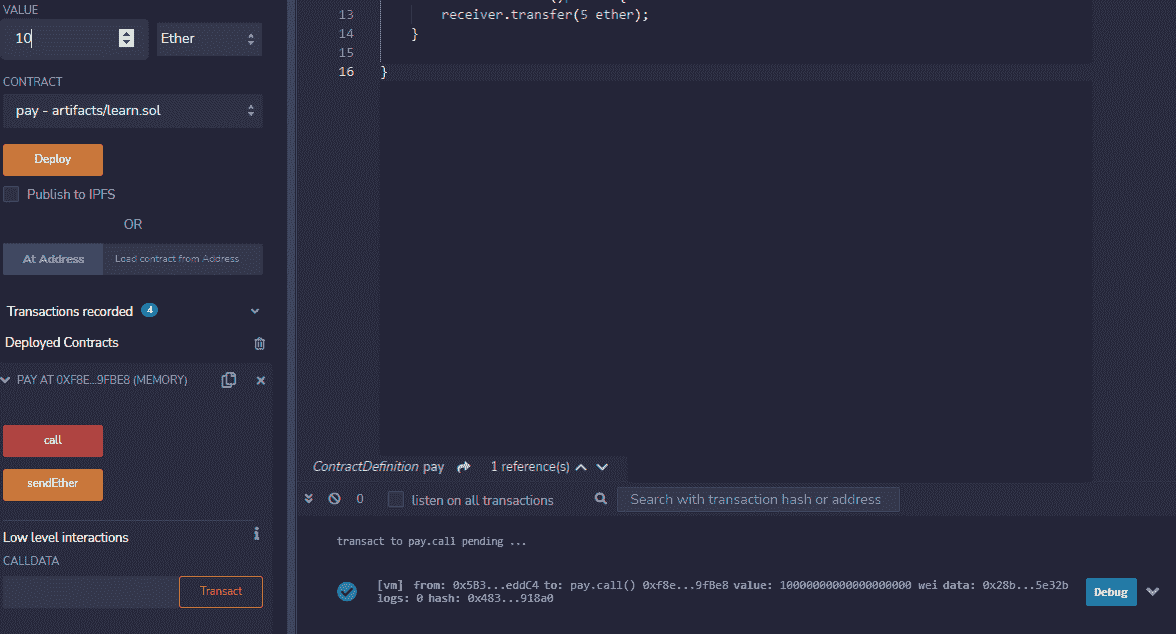 VALUE
10
Ether
CONTRACT
pay - artifacts/learn.sol
Deploy
Publish to IPFS
OR
At Address
Load contract from Address
Transactions recorded 4
Deployed Contracts
PAY AT 0XF8E...9FBE8 (MEMORY)
call
sendEther
Low level interactions
i
CALLDATA
Transact
13 receiver.transfer(5 ether);
14 }
15
16 }
ContractDefinition pay 1 reference(s)
0 listen on all transactions
Search with transaction hash or address
transact to pay.call pending ...
[vm] from: 0x5B3...eddC4 to: pay.call() 0xf8e...9fBe8 value: 10000000000000000000 wei data: 0x28b...5e32b
logs: 0 hash: 0x483...918a0
Debug